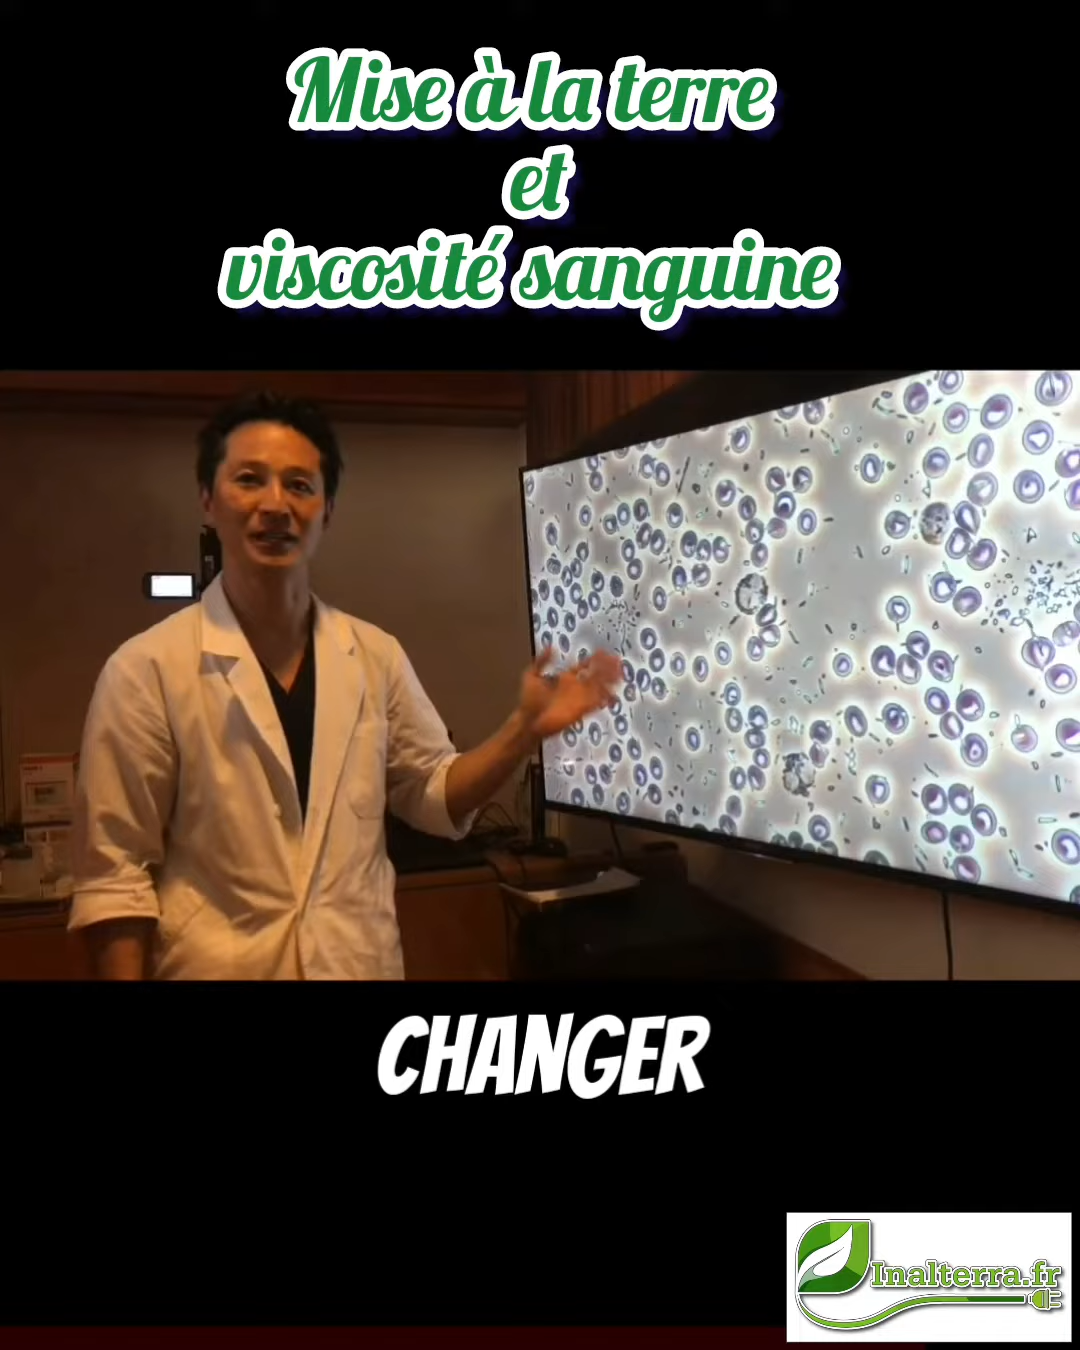 Mise à la terre
et
viscosité sanguine
CHANGER
Inalterra.fr